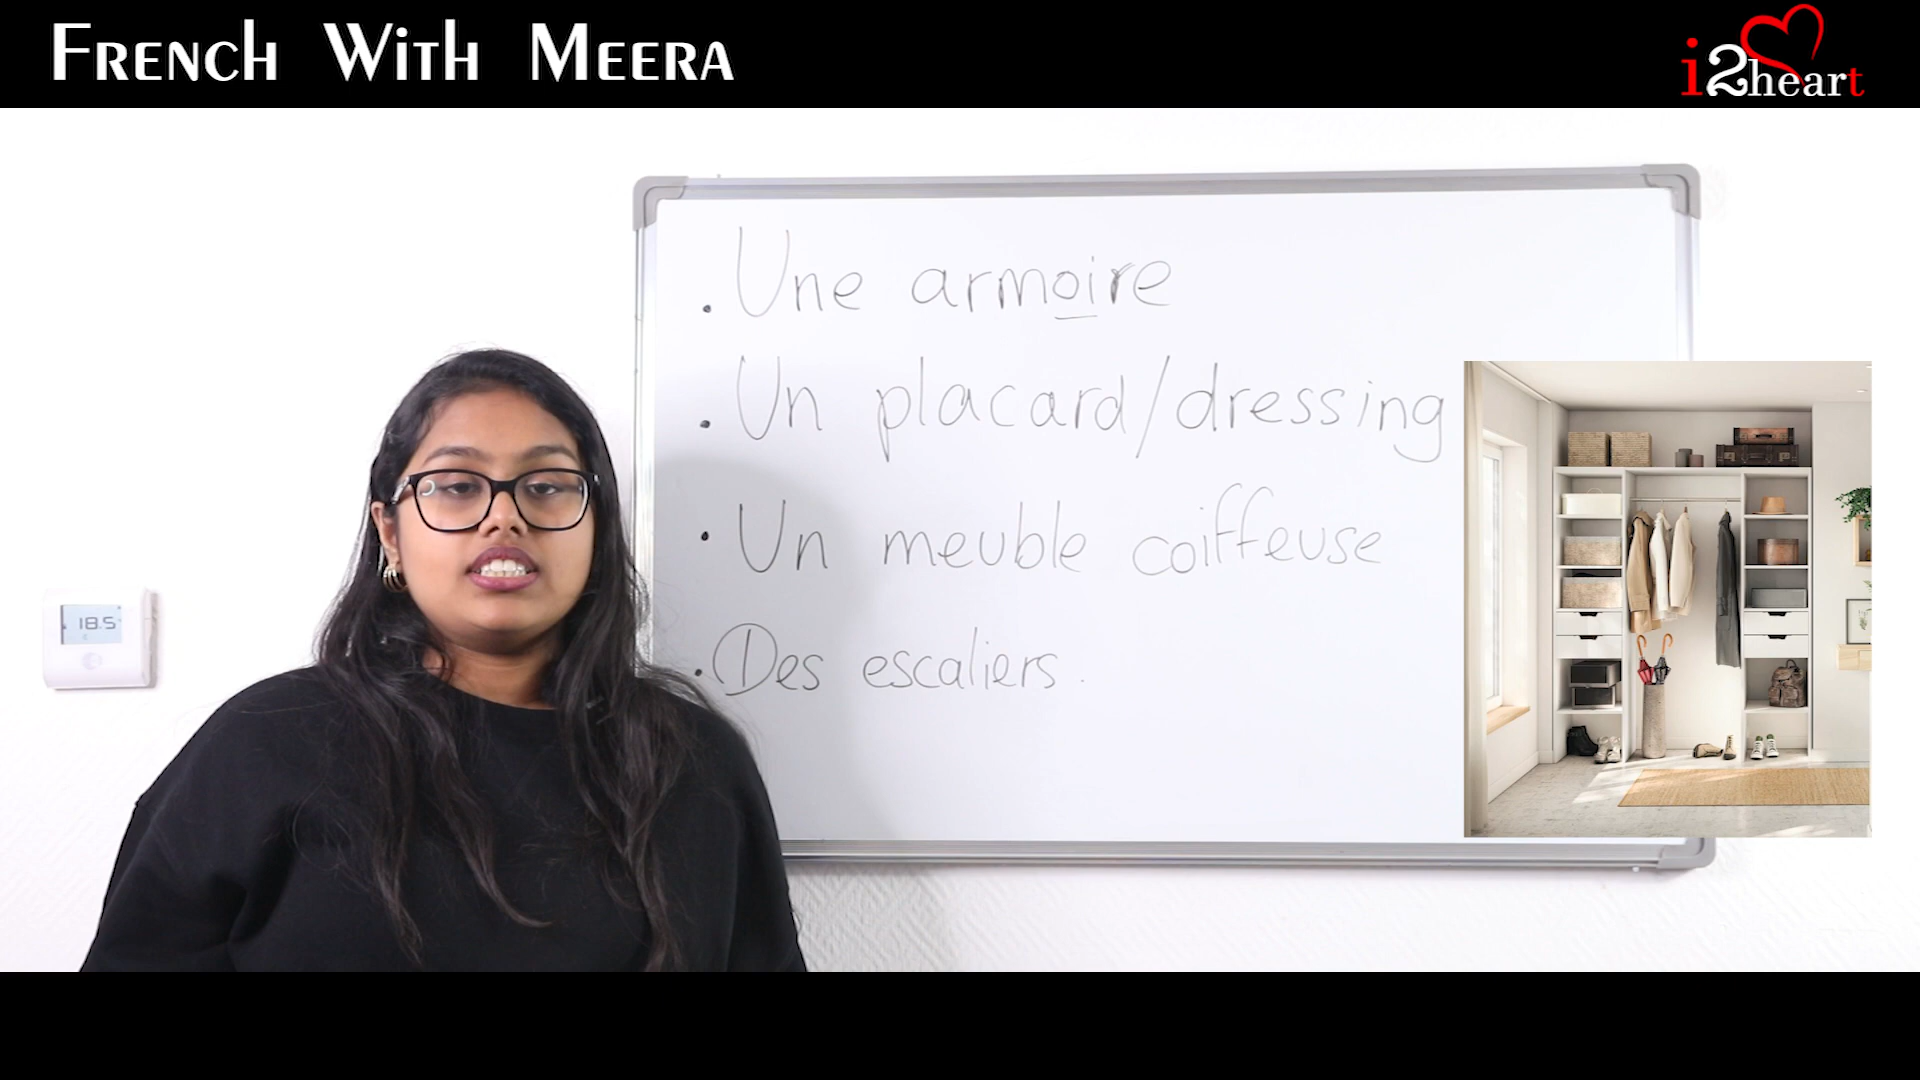 French With Meera
i2heart
. Une armoire
. Un placard/dressing
. Un meuble coiffeuse
. Des escaliers.
18.5